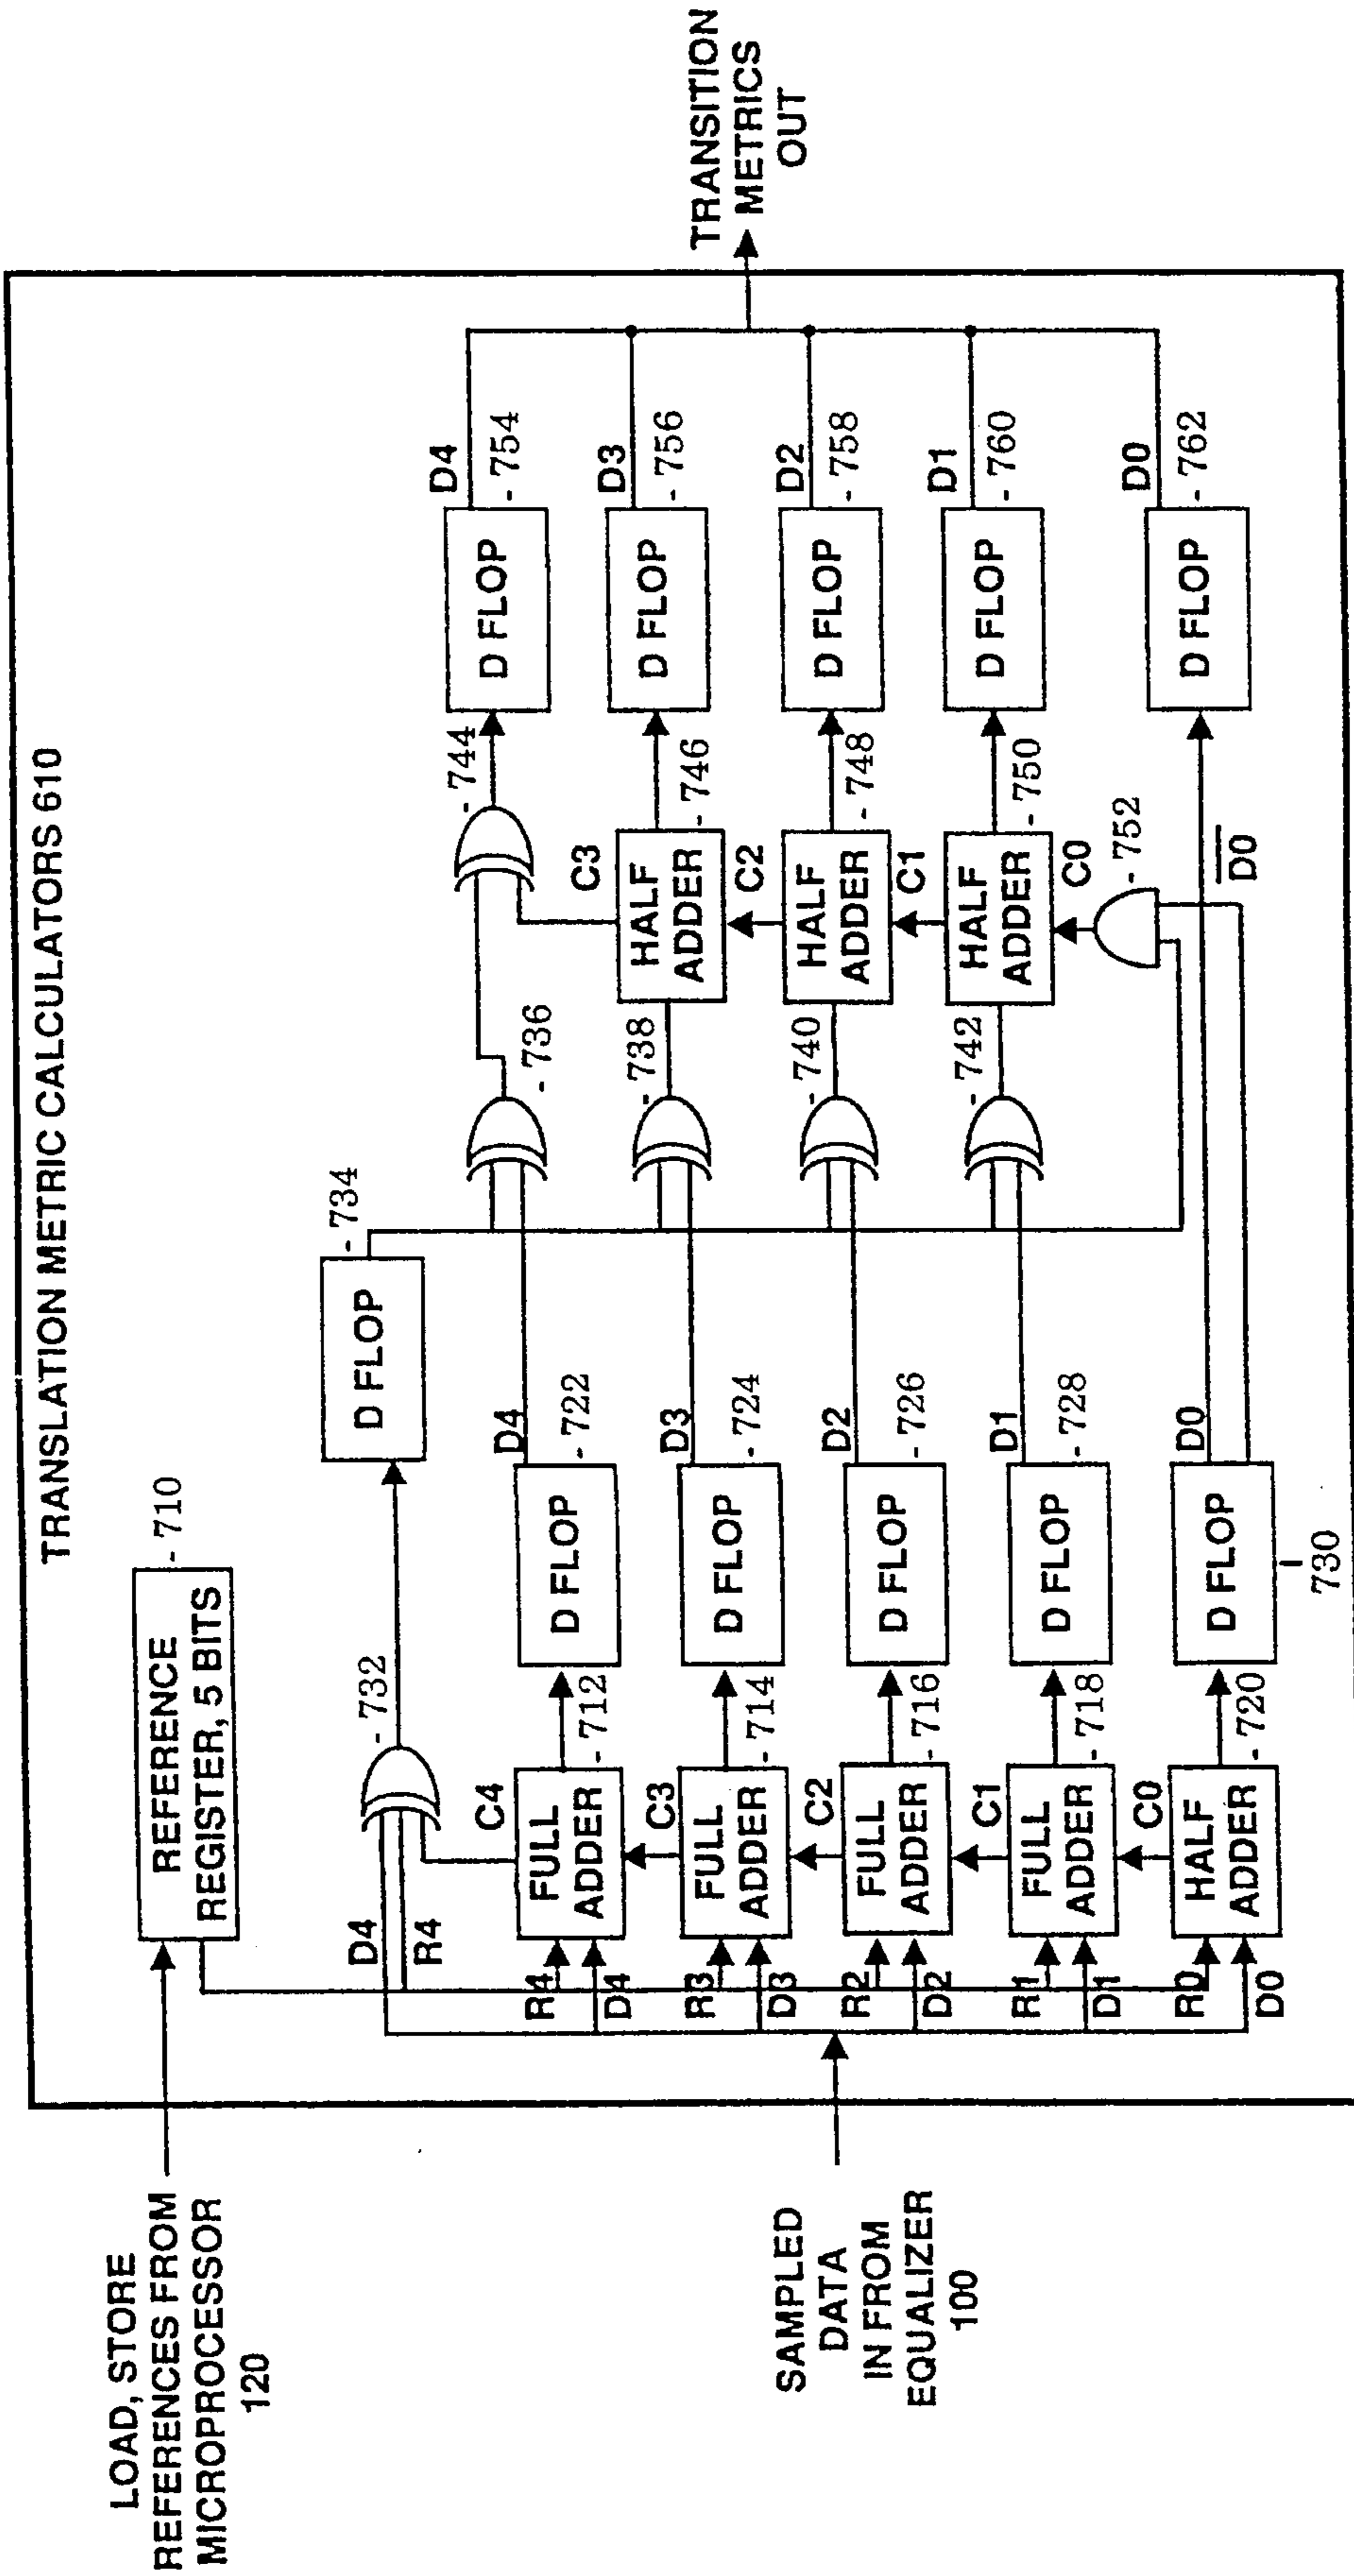 TRANSLATION METRIC CALCULATORS 610
LOAD, STORE
REFERENCES FROM
MICROPROCESSOR
120
REFERENCE
REGISTER, 5 BITS
- 710
SAMPLED
DATA
IN FROM
EQUALIZER
100
D4
R4
- 732
D FLOP
- 734
R4
D4
C4
FULL
ADDER
- 712
D FLOP
D4
- 722
- 736
- 744
D FLOP
D4
- 754
R3
D3
C3
FULL
ADDER
- 714
D FLOP
D3
- 724
- 738
C3
HALF
ADDER
- 746
D FLOP
D3
- 756
R2
D2
C2
FULL
ADDER
- 716
D FLOP
D2
- 726
- 740
C2
HALF
ADDER
- 748
D FLOP
D2
- 758
R1
D1
C1
FULL
ADDER
- 718
D FLOP
D1
- 728
- 742
C1
HALF
ADDER
- 750
D FLOP
D1
- 760
R0
D0
C0
HALF
ADDER
- 720
D FLOP
730
D0
D0
C0
- 752
D FLOP
D0
- 762
TRANSITION
METRICS
OUT